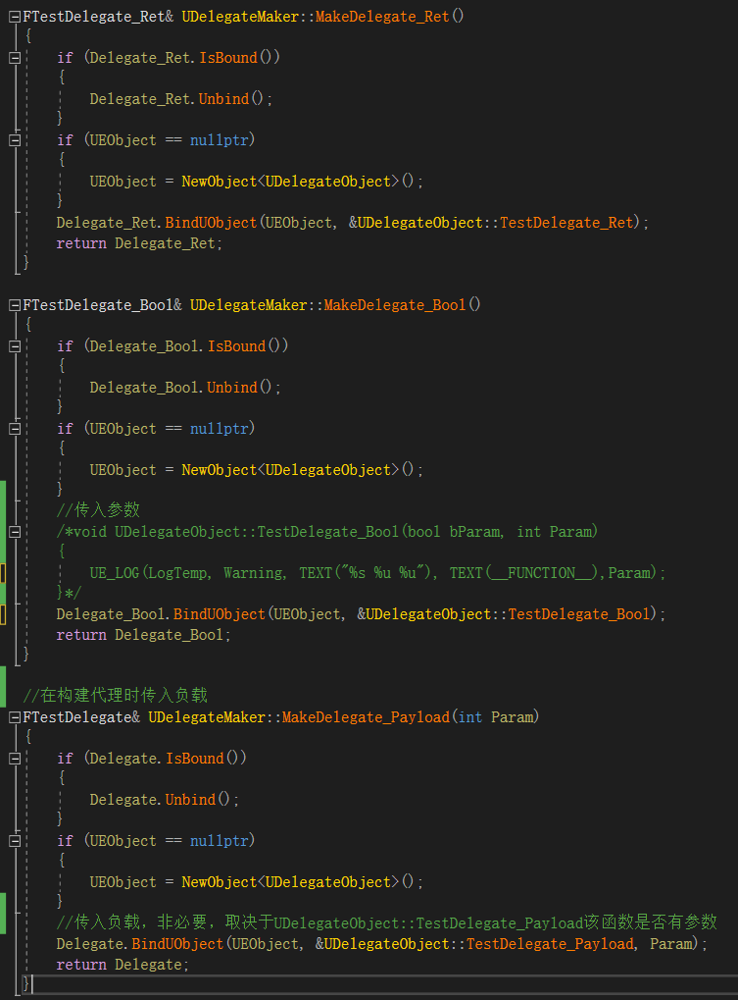 FTestDelegate_Ret& UDelegateMaker::MakeDelegate_Ret()
{
    if (Delegate_Ret.IsBound())
    {
        Delegate_Ret.Unbind();
    }
    if (UEObject == nullptr)
    {
        UEObject = NewObject<UDelegateObject>();
    }
    Delegate_Ret.BindUObject(UEObject, &UDelegateObject::TestDelegate_Ret);
    return Delegate_Ret;
}
FTestDelegate_Bool& UDelegateMaker::MakeDelegate_Bool()
{
    if (Delegate_Bool.IsBound())
    {
        Delegate_Bool.Unbind();
    }
    if (UEObject == nullptr)
    {
        UEObject = NewObject<UDelegateObject>();
    }
    //传入参数
    /*void UDelegateObject::TestDelegate_Bool(bool bParam, int Param)
    {
        UE_LOG(LogTemp, Warning, TEXT("%s %u %u"), TEXT(__FUNCTION__),Param);
    }*/
    Delegate_Bool.BindUObject(UEObject, &UDelegateObject::TestDelegate_Bool);
    return Delegate_Bool;
}
//在构建代理时传入负载
FTestDelegate& UDelegateMaker::MakeDelegate_Payload(int Param)
{
    if (Delegate.IsBound())
    {
        Delegate.Unbind();
    }
    if (UEObject == nullptr)
    {
        UEObject = NewObject<UDelegateObject>();
    }
    //传入负载，非必要，取决于UDelegateObject::TestDelegate_Payload该函数是否有参数
    Delegate.BindUObject(UEObject, &UDelegateObject::TestDelegate_Payload, Param);
    return Delegate;
}